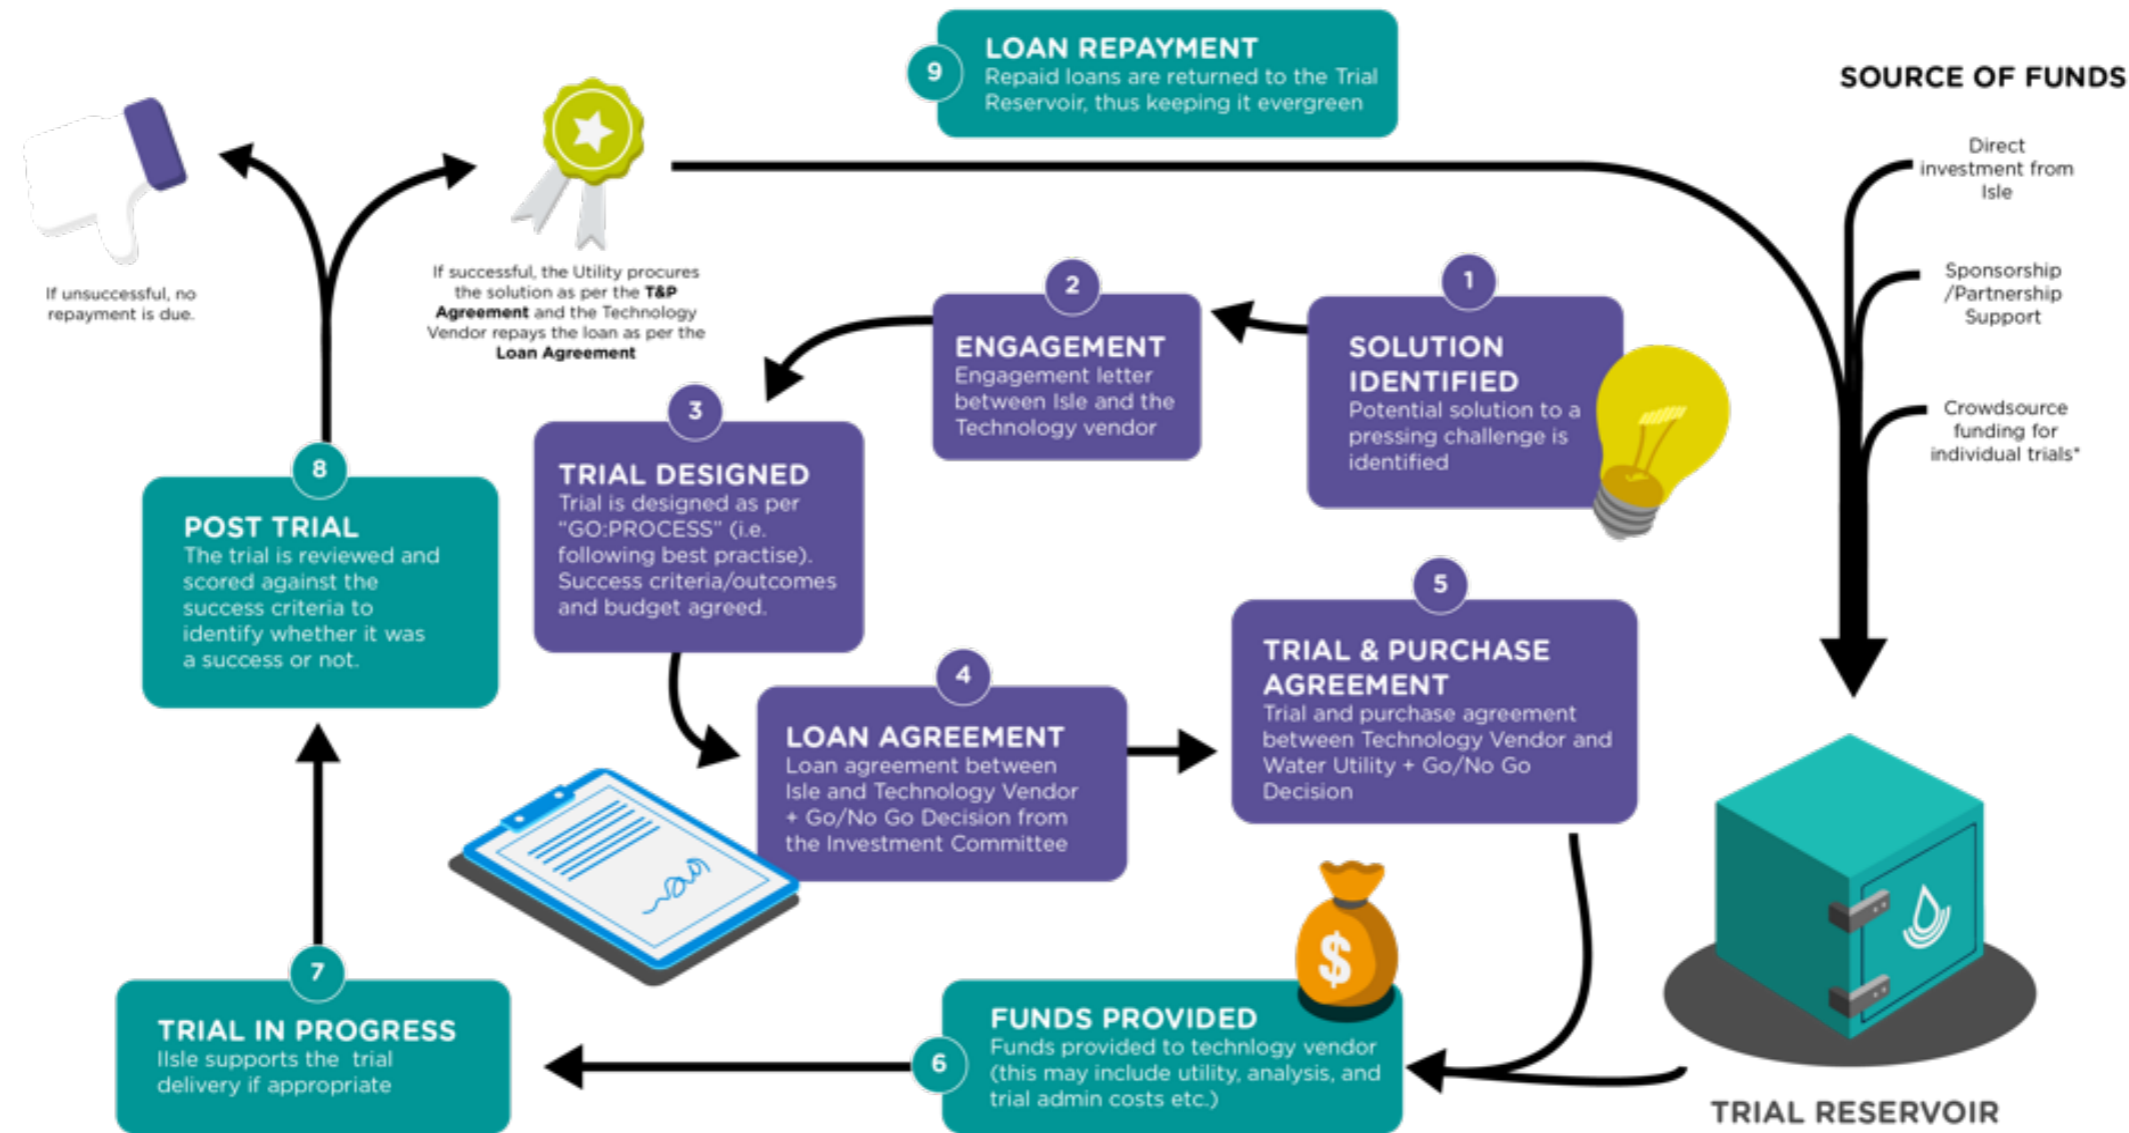 9
LOAN REPAYMENT
Repaid loans are returned to the Trial
Reservoir, thus keeping it evergreen
SOURCE OF FUNDS
Direct
investment from
Isle
Sponsorship
/Partnership
Support
Crowdsource
funding for
individual trials*
If unsuccessful, no
repayment is due.
If successful, the Utility procures
the solution as per the T&P
Agreement and the Technology
Vendor repays the loan as per the
Loan Agreement
1
SOLUTION
IDENTIFIED
Potential solution to a
pressing challenge is
identified
2
ENGAGEMENT
Engagement letter
between Isle and the
Technology vendor
3
TRIAL DESIGNED
Trial is designed as per
"GO:PROCESS" (i.e.
following best practise).
Success criteria/outcomes
and budget agreed.
4
LOAN AGREEMENT
Loan agreement between
Isle and Technology Vendor
+ Go/No Go Decision from
the Investment Committee
5
TRIAL & PURCHASE
AGREEMENT
Trial and purchase agreement
between Technology Vendor and
Water Utility + Go/No Go
Decision
$
6
FUNDS PROVIDED
Funds provided to technlogy vendor
(this may include utility, analysis, and
trial admin costs etc.)
7
TRIAL IN PROGRESS
IIsle supports the trial
delivery if appropriate
8
POST TRIAL
The trial is reviewed and
scored against the
success criteria to
identify whether it was
a success or not.
TRIAL RESERVOIR